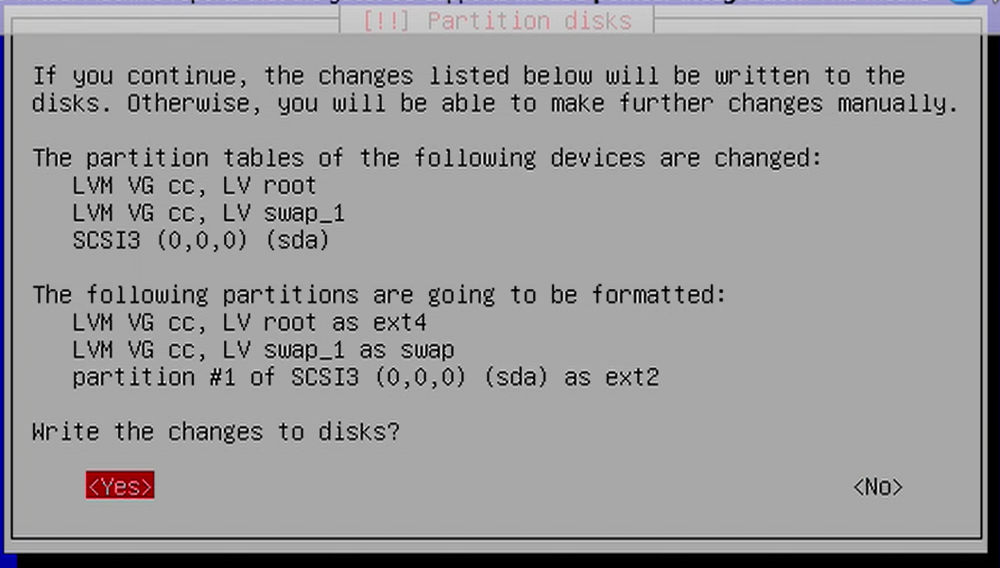 [!!] Partition disks
If you continue, the changes listed below will be written to the
disks. Otherwise, you will be able to make further changes manually.
The partition tables of the following devices are changed:
LVM VG cc, LV root
LVM VG cc, LV swap_1
SCSI3 (0,0,0) (sda)
The following partitions are going to be formatted:
LVM VG cc, LV root as ext4
LVM VG cc, LV swap_1 as swap
partition #1 of SCSI3 (0,0,0) (sda) as ext2
Write the changes to disks?
<Yes> <No>